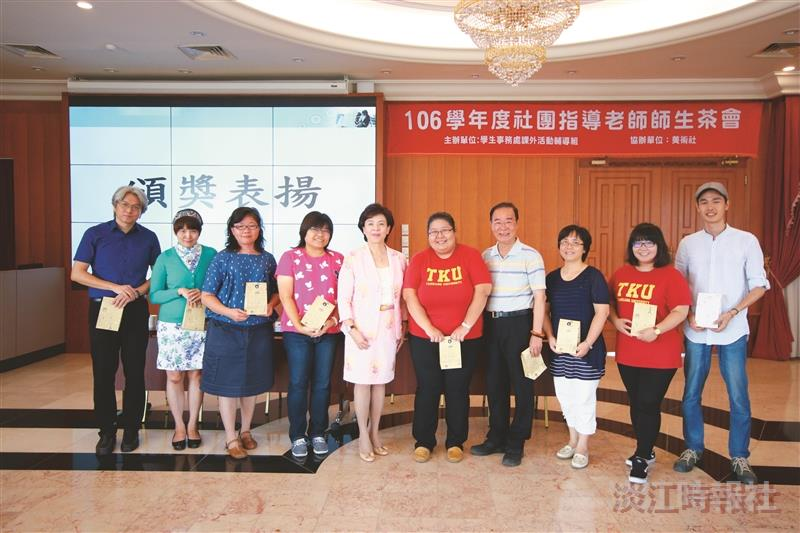 106學年度社團指導老師師生茶會
主辦單位:學生事務處課外活動輔導組 協辦單位:美術社
頒獎表揚
TKU
TAMKANG UNIVERSITY
TKU
淡江時報社